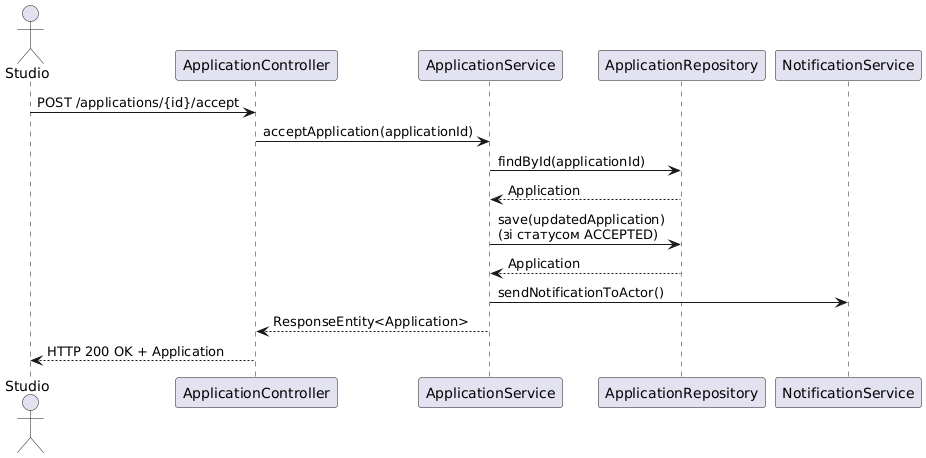 Studio
ApplicationController
ApplicationService
ApplicationRepository
NotificationService
POST /applications/{id}/accept
acceptApplication(applicationId)
findById(applicationId)
Application
save(updatedApplication)
(зі статусом ACCEPTED)
Application
sendNotificationToActor()
ResponseEntity<Application>
HTTP 200 OK + Application
Studio
ApplicationController
ApplicationService
ApplicationRepository
NotificationService